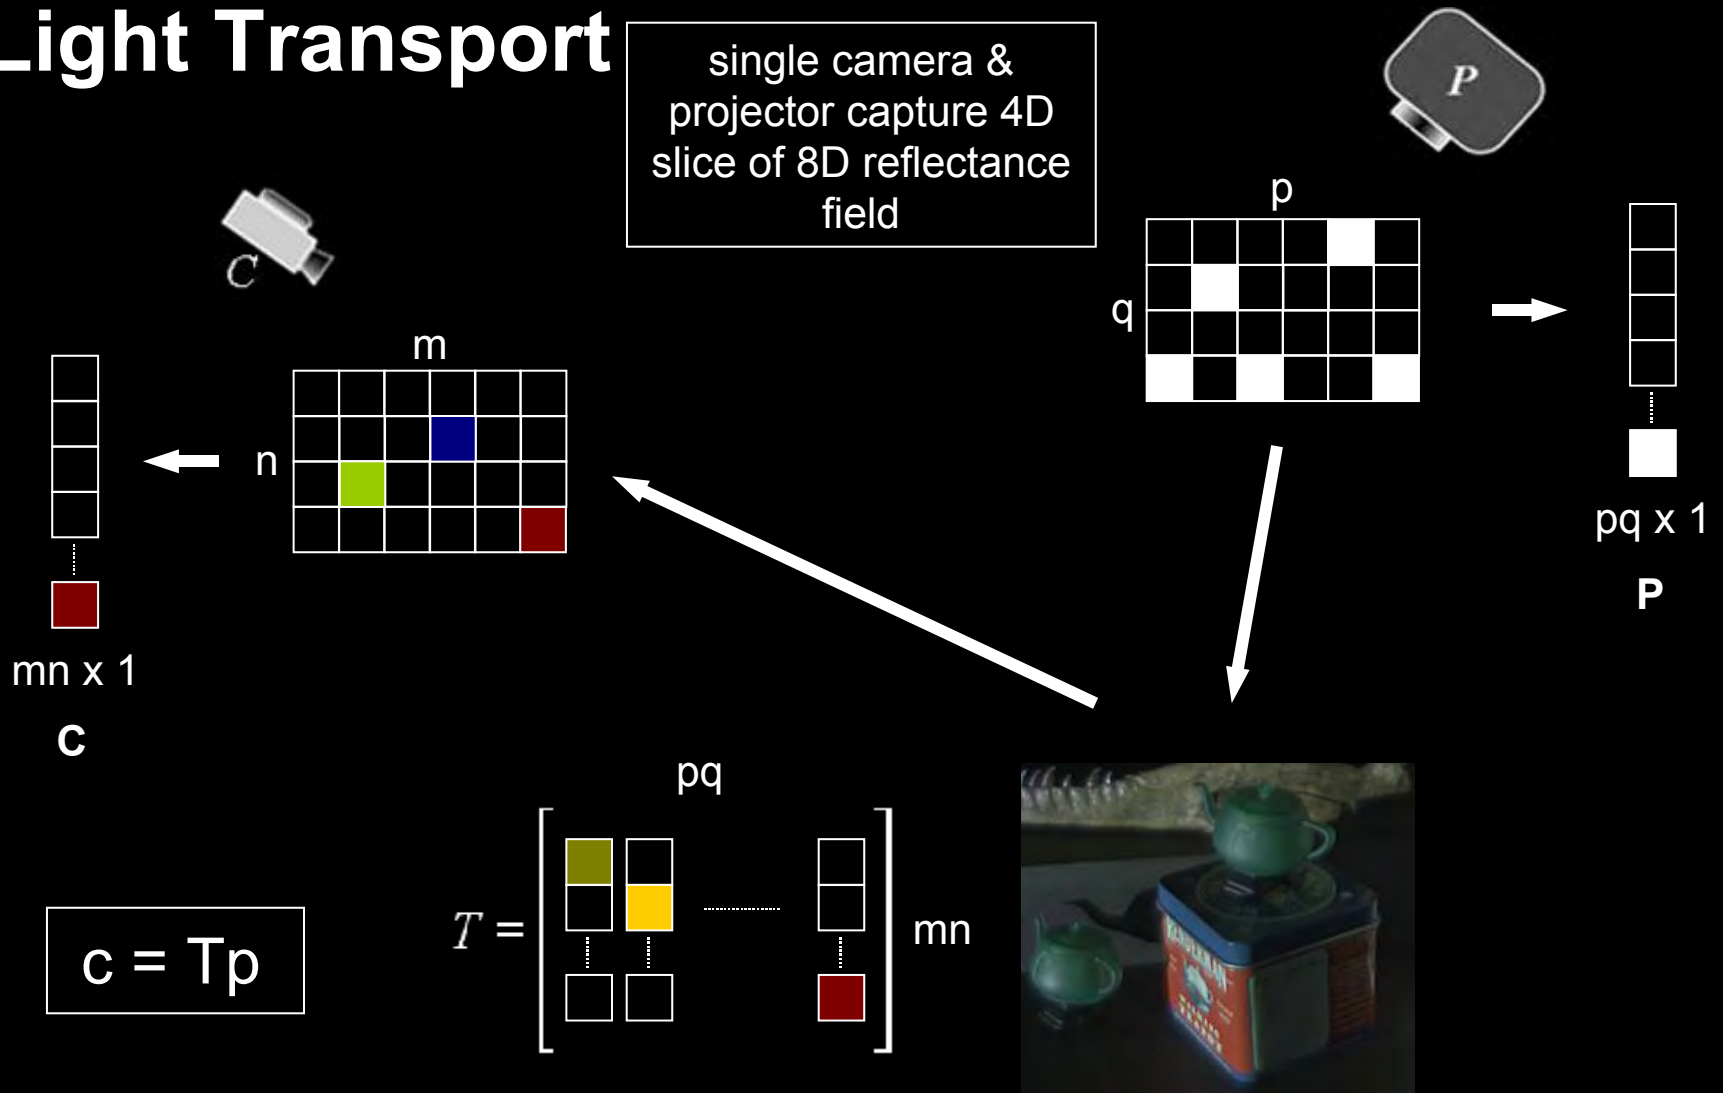 Light Transport
single camera &
projector capture 4D
slice of 8D reflectance
field
P
C
p
q
m
n
pq x 1
P
mn x 1
C
pq
T =
mn
c = Tp